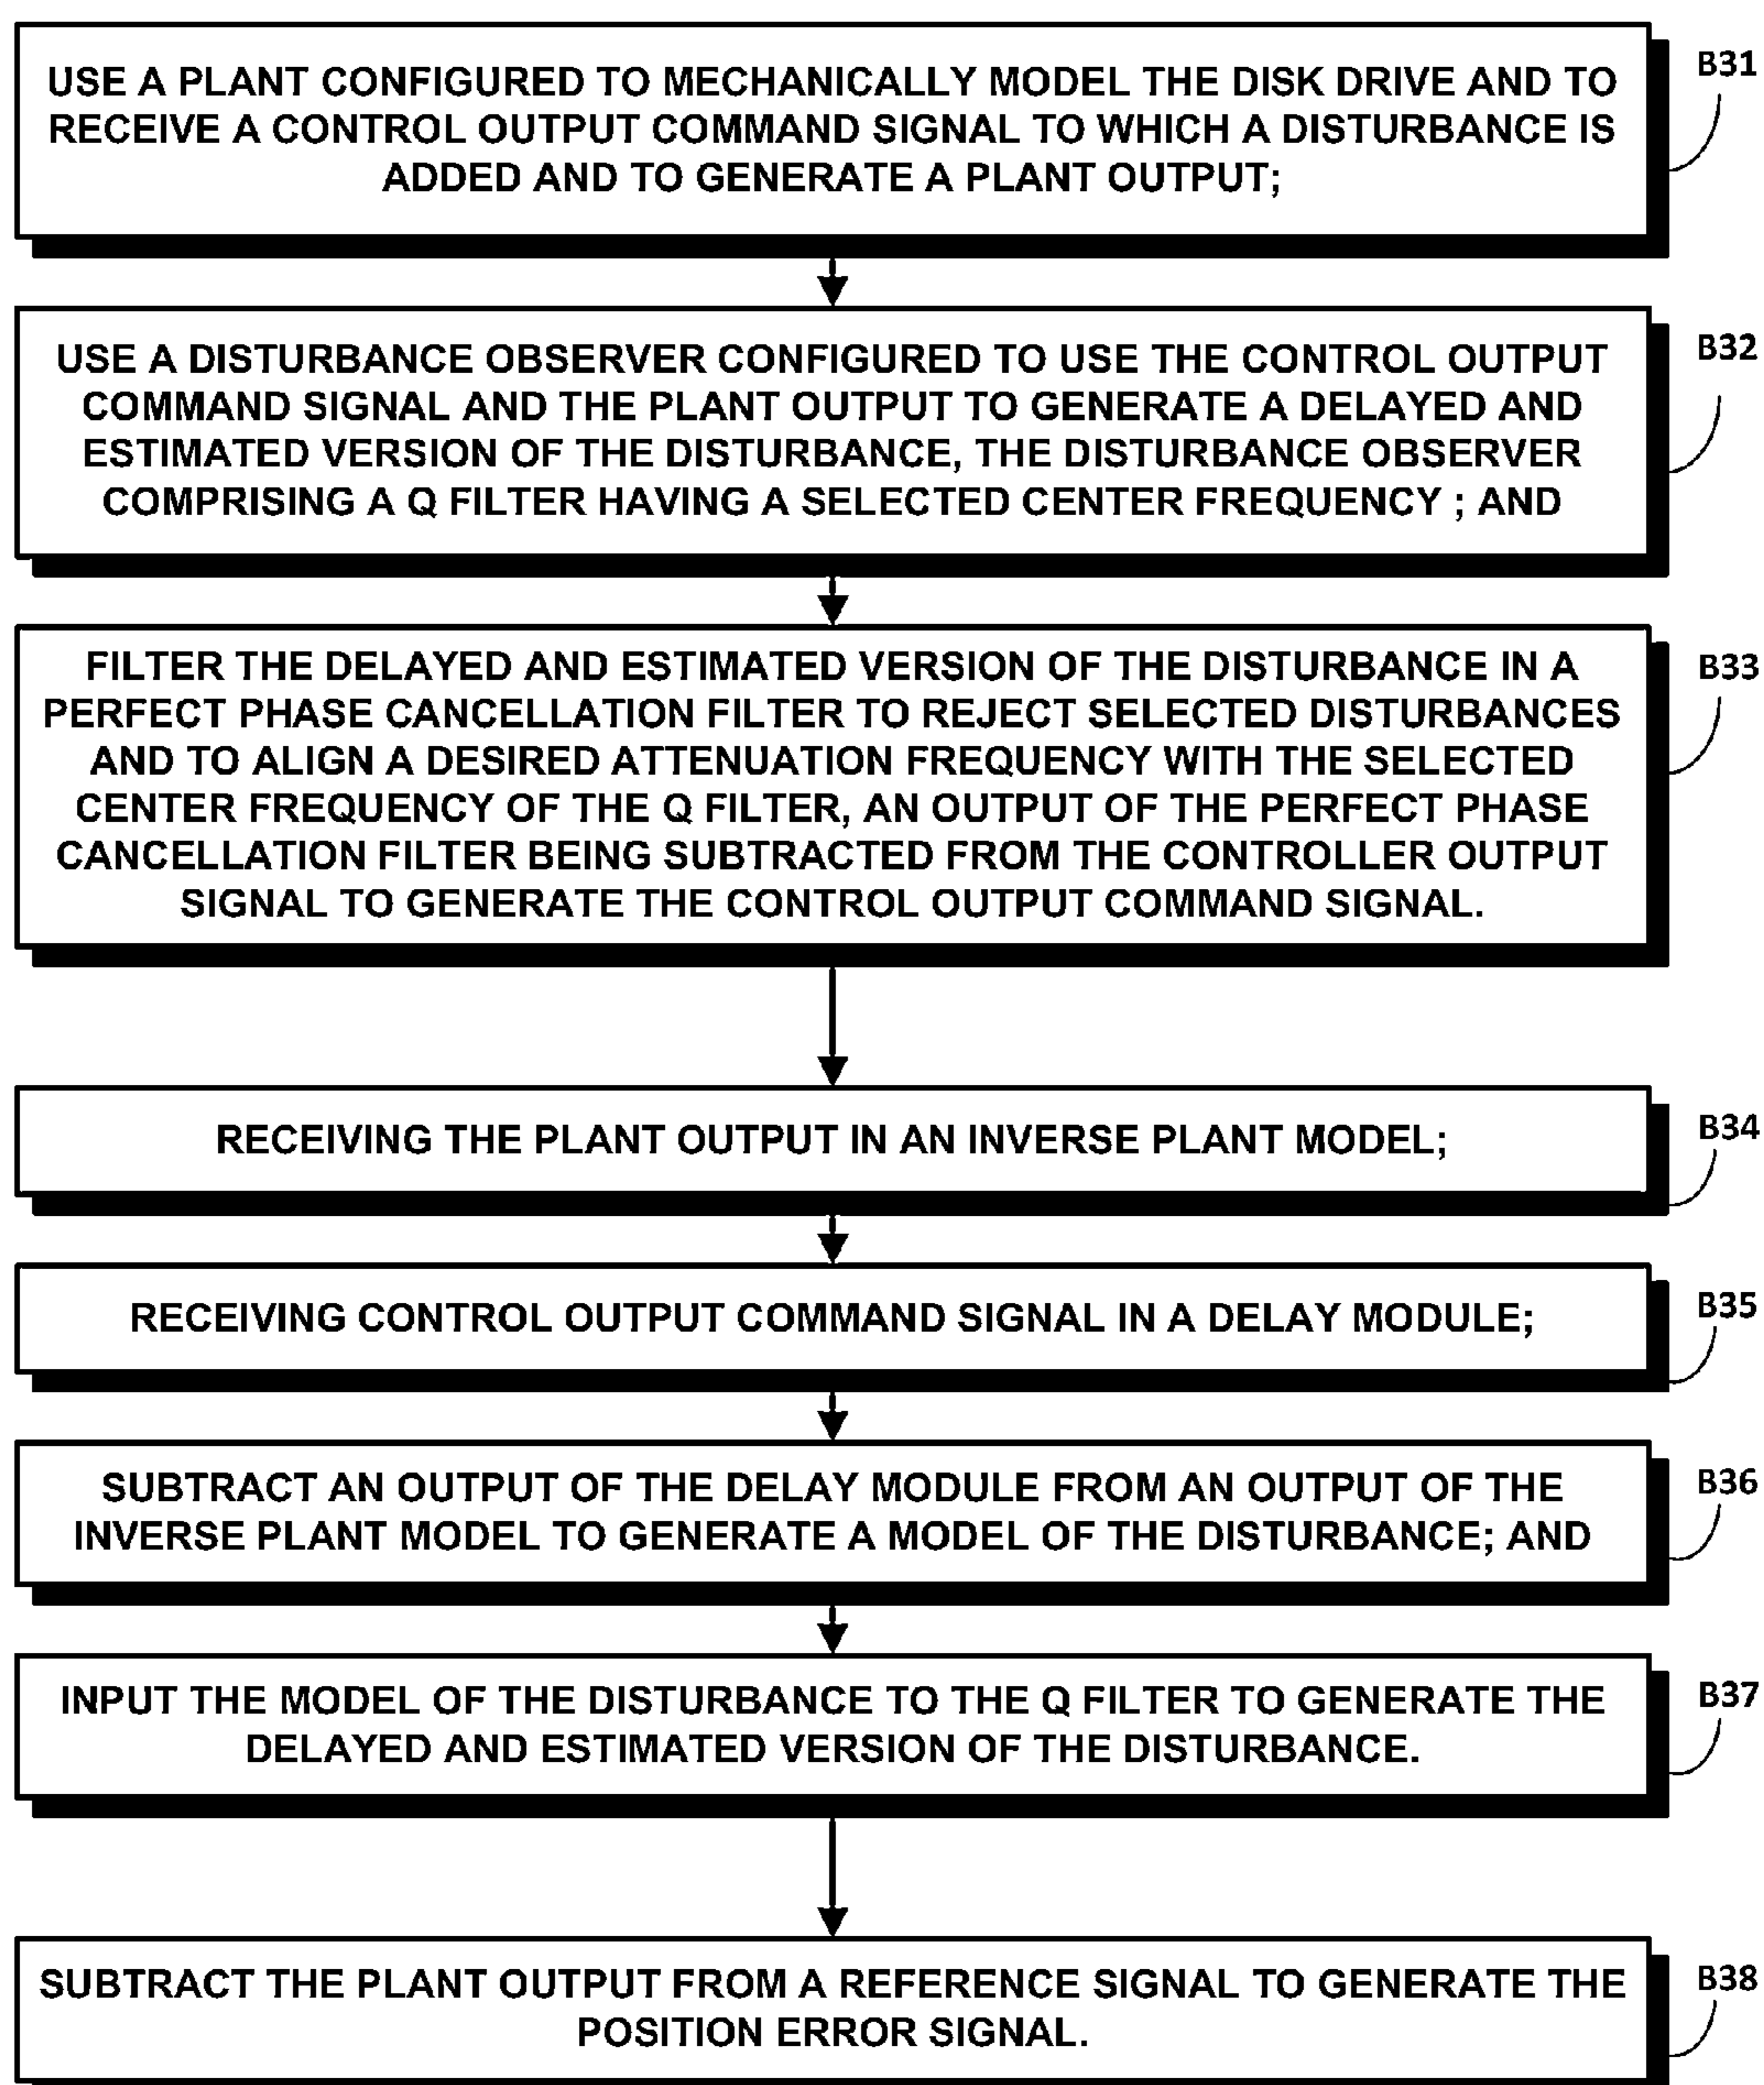 USE A PLANT CONFIGURED TO MECHANICALLY MODEL THE DISK DRIVE AND TO
RECEIVE A CONTROL OUTPUT COMMAND SIGNAL TO WHICH A DISTURBANCE IS
ADDED AND TO GENERATE A PLANT OUTPUT;
B31
USE A DISTURBANCE OBSERVER CONFIGURED TO USE THE CONTROL OUTPUT
COMMAND SIGNAL AND THE PLANT OUTPUT TO GENERATE A DELAYED AND
ESTIMATED VERSION OF THE DISTURBANCE, THE DISTURBANCE OBSERVER
COMPRISING A Q FILTER HAVING A SELECTED CENTER FREQUENCY ; AND
B32
FILTER THE DELAYED AND ESTIMATED VERSION OF THE DISTURBANCE IN A
PERFECT PHASE CANCELLATION FILTER TO REJECT SELECTED DISTURBANCES
AND TO ALIGN A DESIRED ATTENUATION FREQUENCY WITH THE SELECTED
CENTER FREQUENCY OF THE Q FILTER, AN OUTPUT OF THE PERFECT PHASE
CANCELLATION FILTER BEING SUBTRACTED FROM THE CONTROLLER OUTPUT
SIGNAL TO GENERATE THE CONTROL OUTPUT COMMAND SIGNAL.
B33
RECEIVING THE PLANT OUTPUT IN AN INVERSE PLANT MODEL;
B34
RECEIVING CONTROL OUTPUT COMMAND SIGNAL IN A DELAY MODULE;
B35
SUBTRACT AN OUTPUT OF THE DELAY MODULE FROM AN OUTPUT OF THE
INVERSE PLANT MODEL TO GENERATE A MODEL OF THE DISTURBANCE; AND
B36
INPUT THE MODEL OF THE DISTURBANCE TO THE Q FILTER TO GENERATE THE
DELAYED AND ESTIMATED VERSION OF THE DISTURBANCE.
B37
SUBTRACT THE PLANT OUTPUT FROM A REFERENCE SIGNAL TO GENERATE THE
POSITION ERROR SIGNAL.
B38